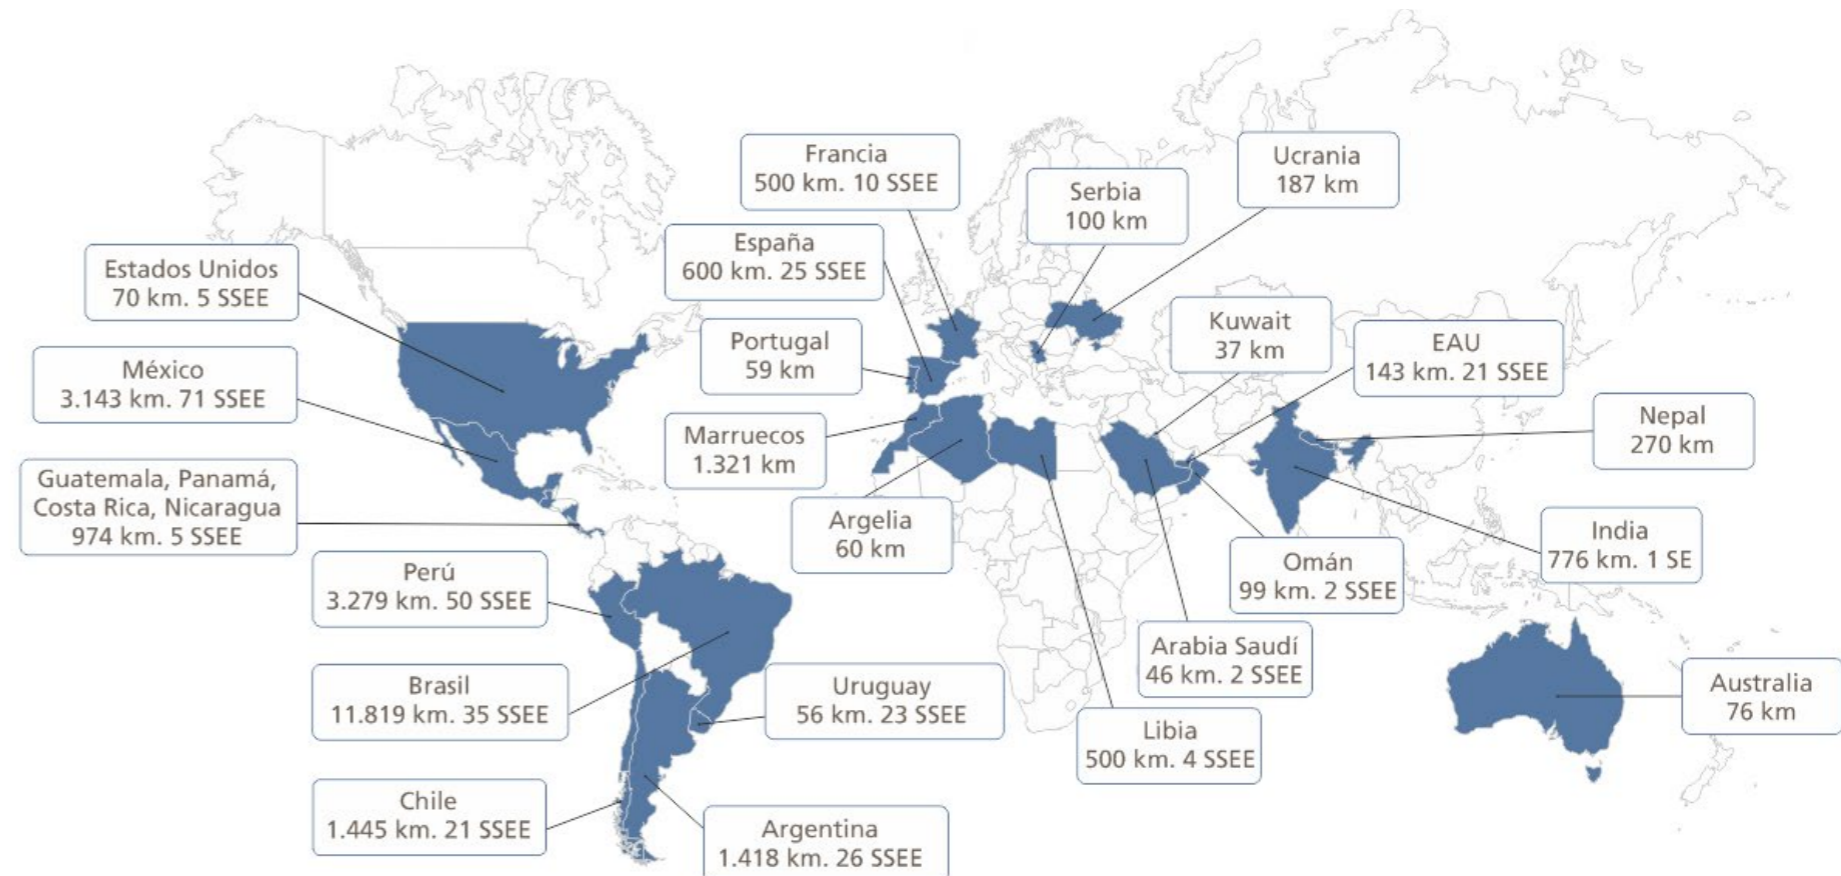 Francia
500 km. 10 SSEE
Ucrania
187 km
Serbia
100 km
España
600 km. 25 SSEE
Estados Unidos
70 km. 5 SSEE
Portugal
59 km
Kuwait
37 km
EAU
143 km. 21 SSEE
México
3.143 km. 71 SSEE
Nepal
270 km
Marruecos
1.321 km
Guatemala, Panamá,
Costa Rica, Nicaragua
974 km. 5 SSEE
Argelia
60 km
India
776 km. 1 SE
Omán
99 km. 2 SSEE
Perú
3.279 km. 50 SSEE
Arabia Saudí
46 km. 2 SSEE
Brasil
11.819 km. 35 SSEE
Uruguay
56 km. 23 SSEE
Australia
76 km
Libia
500 km. 4 SSEE
Chile
1.445 km. 21 SSEE
Argentina
1.418 km. 26 SSEE